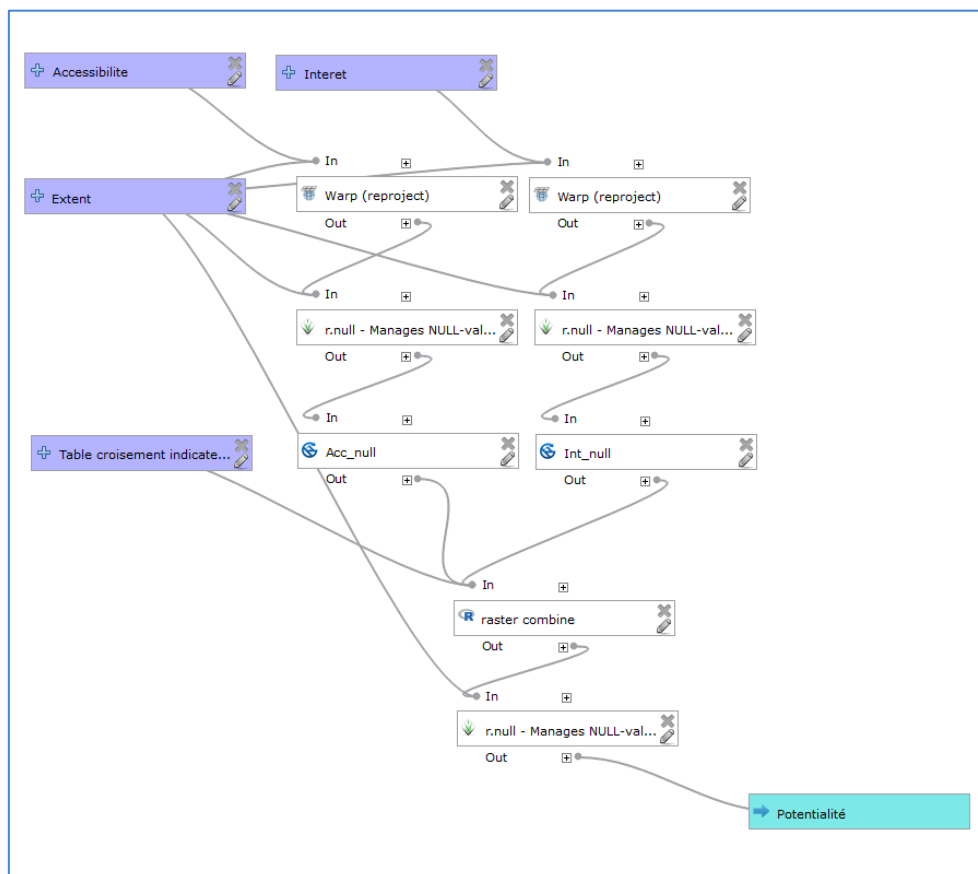 Accessibilite
Interet
In
In
Extent
Warp (reproject)
Warp (reproject)
Out
Out
In
In
r.null - Manages NULL-val...
r.null - Manages NULL-val...
Out
Out
In
In
Table croisement indicate...
Acc_null
Int_null
Out
Out
In
raster combine
Out
In
r.null - Manages NULL-val...
Out
Potentialité